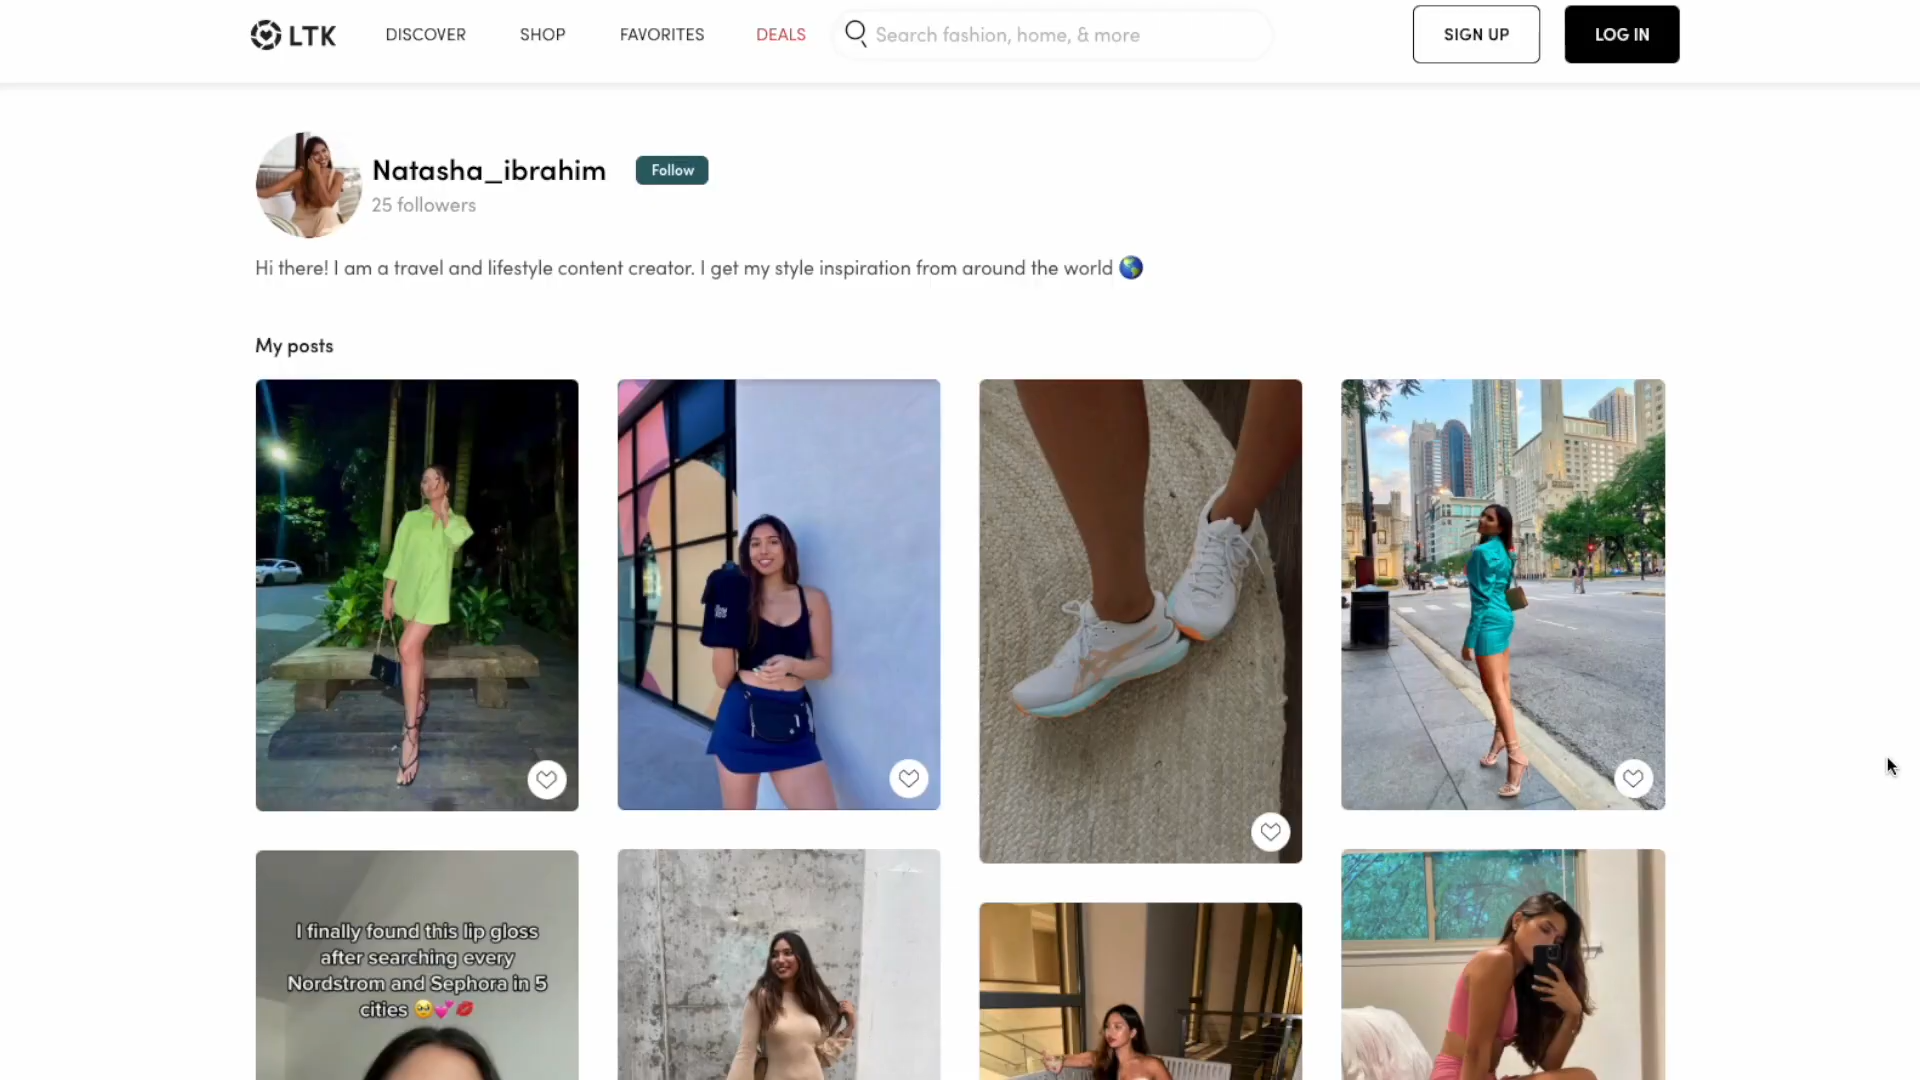 LTK
DISCOVER
SHOP
FAVORITES
DEALS
Search fashion, home, & more
SIGN UP
LOG IN
Natasha_ibrahim
Follow
25 followers
Hi there! I am a travel and lifestyle content creator. I get my style inspiration from around the world 🌎
My posts
I finally found this lip gloss
after searching every
Nordstrom and Sephora in 5
cities 🥹💕💋